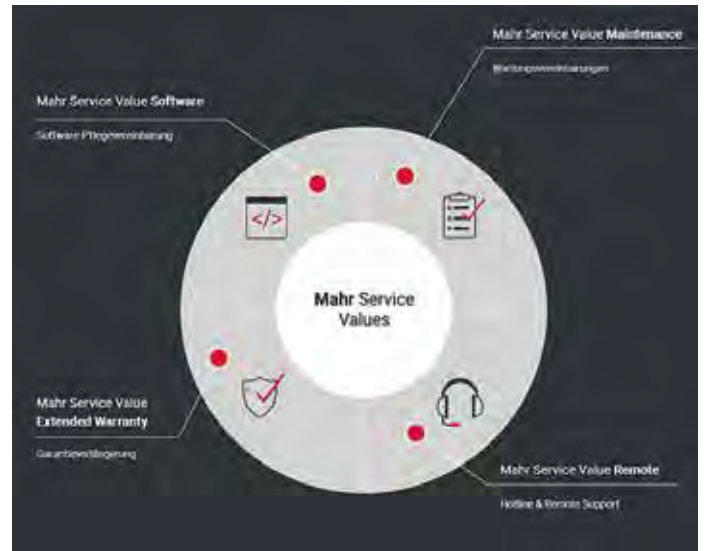 Mahr Service Value Maintenance
Wartungsvereinbarungen
Mahr Service Value Software
Software Pflegevereinbarung
</>
Mahr Service
Values
Mahr Service Value
Extended Warranty
Garantieverlängerung
Mahr Service Value Remote
Hotline & Remote Support